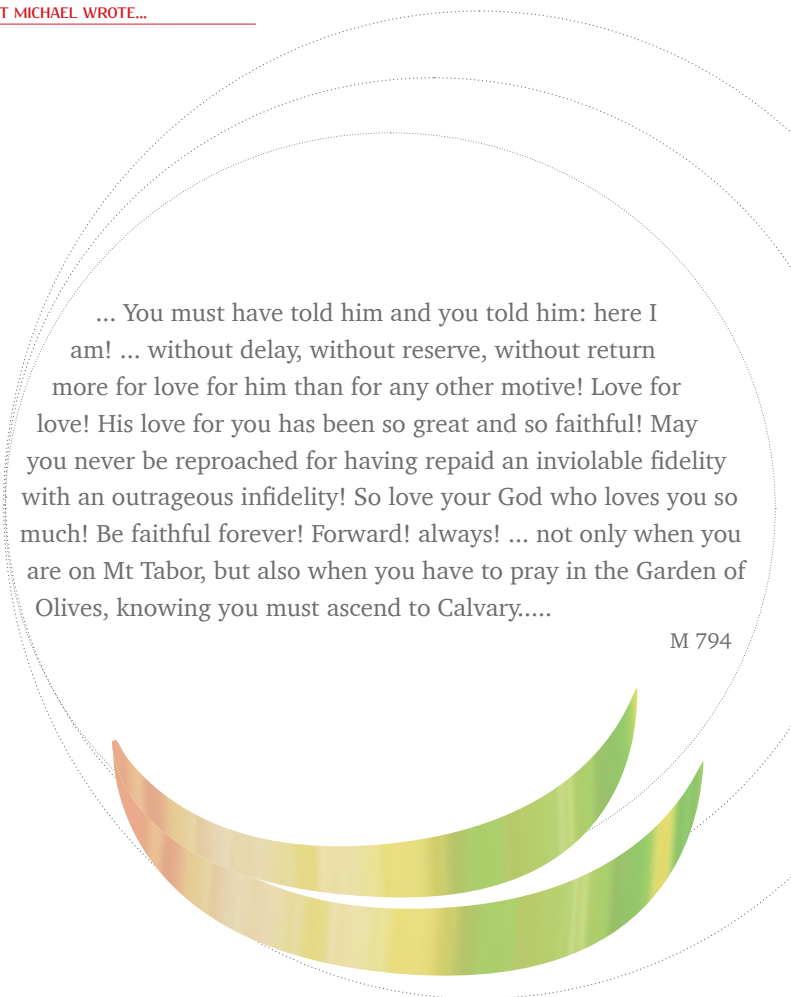 T MICHAEL WROTE...
... You must have told him and you told him: here I
am! ... without delay, without reserve, without return
more for love for him than for any other motive! Love for
love! His love for you has been so great and so faithful! May
you never be reproached for having repaid an inviolable fidelity
with an outrageous infidelity! So love your God who loves you so
much! Be faithful forever! Forward! always! ... not only when you
are on Mt Tabor, but also when you have to pray in the Garden of
Olives, knowing you must ascend to Calvary.....
M 794